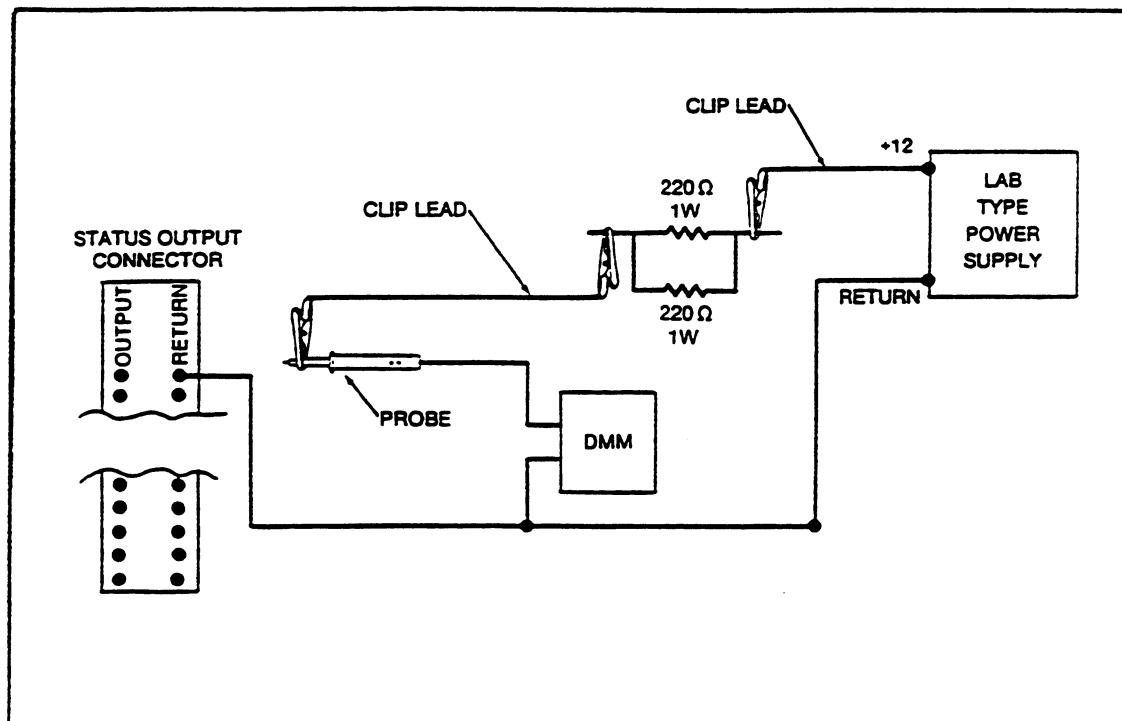 CLIP LEAD
+12
LAB
TYPE
POWER
SUPPLY
220 Ω
1W
CLIP LEAD
STATUS OUTPUT
CONNECTOR
OUTPUT
RETURN
220 Ω
1W
RETURN
PROBE
DMM